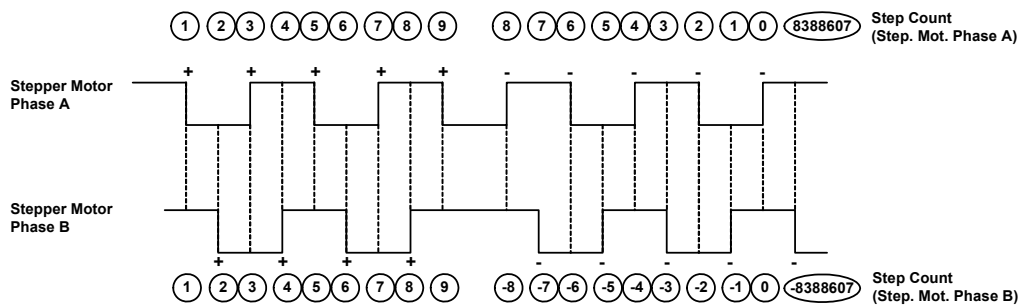 1 2 3 4 5 6 7 8 9 8 7 6 5 4 3 2 1 0 8388607
Step Count
(Step. Mot. Phase A)
+ + + + + - - - - -
Stepper Motor
Phase A
Stepper Motor
Phase B
+ + + + - - - - -
1 2 3 4 5 6 7 8 9 -8 -7 -6 -5 -4 -3 -2 -1 0 -8388607
Step Count
(Step. Mot. Phase B)